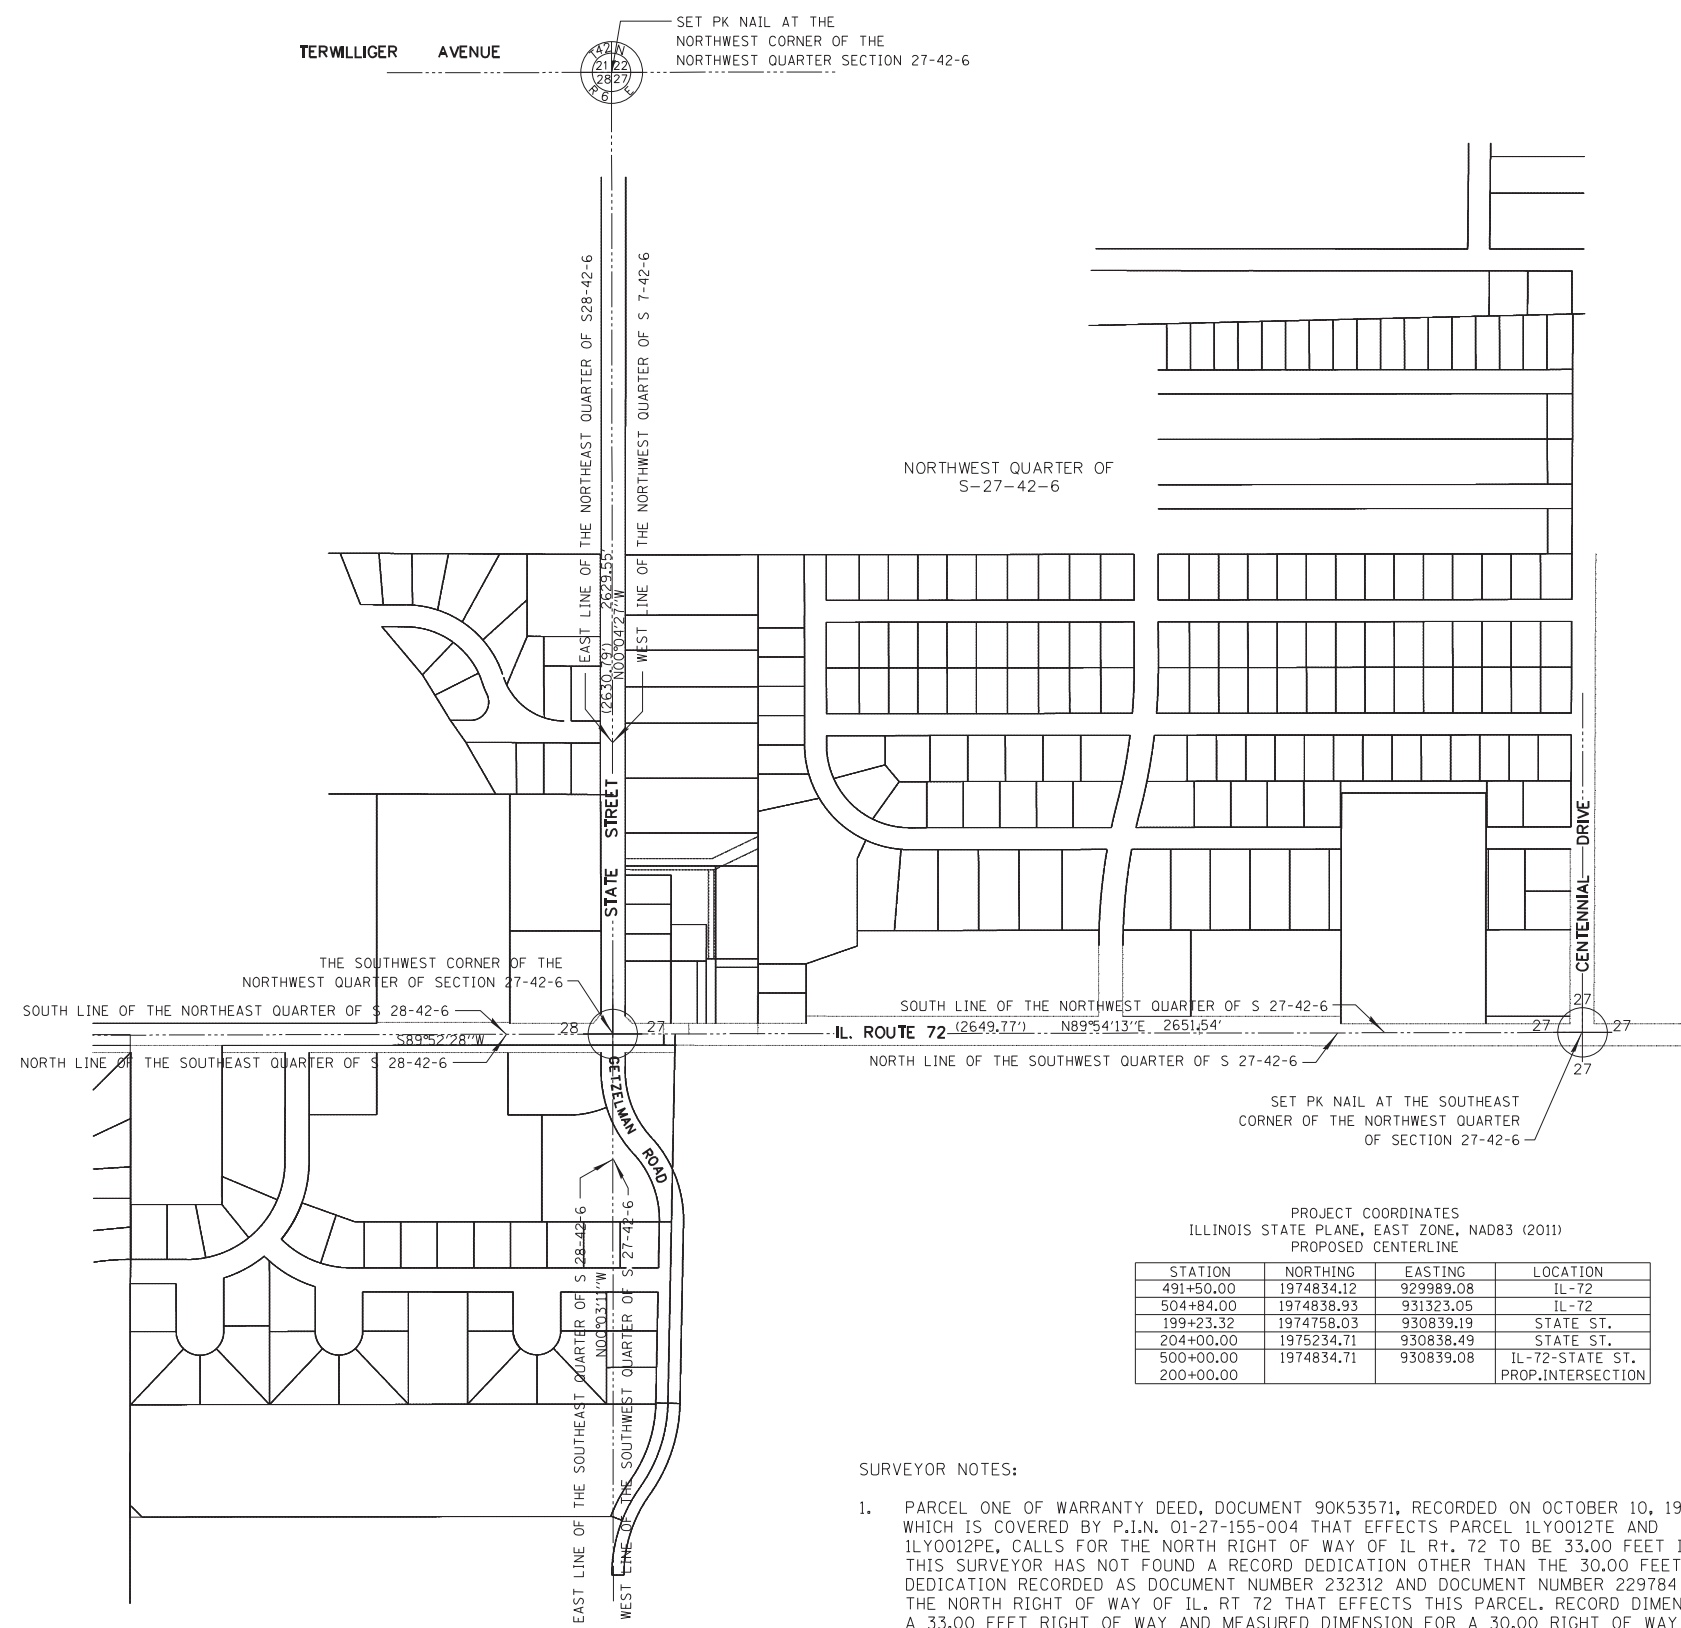 SET PK NAIL AT THE
NORTHWEST CORNER OF THE
NORTHWEST QUARTER SECTION 27-42-6
TERWILLIGER AVENUE
T 42 N
21 22
28 27
R 6 E
EAST LINE OF THE NORTHEAST QUARTER OF S28-42-6
WEST LINE OF THE NORTHWEST QUARTER OF S 7-42-6
(2630.79') 2629.55'
N00°04'27"W
NORTHWEST QUARTER OF
S-27-42-6
STATE STREET
CENTENNIAL DRIVE
THE SOUTHWEST CORNER OF THE
NORTHWEST QUARTER OF SECTION 27-42-6
SOUTH LINE OF THE NORTHEAST QUARTER OF S 28-42-6
28 27
S89°52'28"W
NORTH LINE OF THE SOUTHEAST QUARTER OF S 28-42-6
SOUTH LINE OF THE NORTHWEST QUARTER OF S 27-42-6
IL. ROUTE 72 (2649.77') N89°54'13"E 2651.54'
NORTH LINE OF THE SOUTHWEST QUARTER OF S 27-42-6
27
27 27
27
SET PK NAIL AT THE SOUTHEAST
CORNER OF THE NORTHWEST QUARTER
OF SECTION 27-42-6
GETZELMAN ROAD
EAST LINE OF THE SOUTHEAST QUARTER OF S 28-42-6
N00°03'11"W
WEST LINE OF THE SOUTHWEST QUARTER OF S 27-42-6
PROJECT COORDINATES
ILLINOIS STATE PLANE, EAST ZONE, NAD83 (2011)
PROPOSED CENTERLINE
STATION NORTHING EASTING LOCATION
491+50.00 1974834.12 929989.08 IL-72
504+84.00 1974838.93 931323.05 IL-72
199+23.32 1974758.03 930839.19 STATE ST.
204+00.00 1975234.71 930838.49 STATE ST.
500+00.00 1974834.71 930839.08 IL-72-STATE ST.
200+00.00 PROP.INTERSECTION
SURVEYOR NOTES:
1. PARCEL ONE OF WARRANTY DEED, DOCUMENT 90K53571, RECORDED ON OCTOBER 10, 19
WHICH IS COVERED BY P.I.N. 01-27-155-004 THAT EFFECTS PARCEL 1LY0012TE AND
1LY0012PE, CALLS FOR THE NORTH RIGHT OF WAY OF IL Rt. 72 TO BE 33.00 FEET
THIS SURVEYOR HAS NOT FOUND A RECORD DEDICATION OTHER THAN THE 30.00 FEET
DEDICATION RECORDED AS DOCUMENT NUMBER 232312 AND DOCUMENT NUMBER 229784
THE NORTH RIGHT OF WAY OF IL. RT 72 THAT EFFECTS THIS PARCEL. RECORD DIMEN
A 33.00 FEET RIGHT OF WAY AND MEASURED DIMENSION FOR A 30.00 RIGHT OF WAY